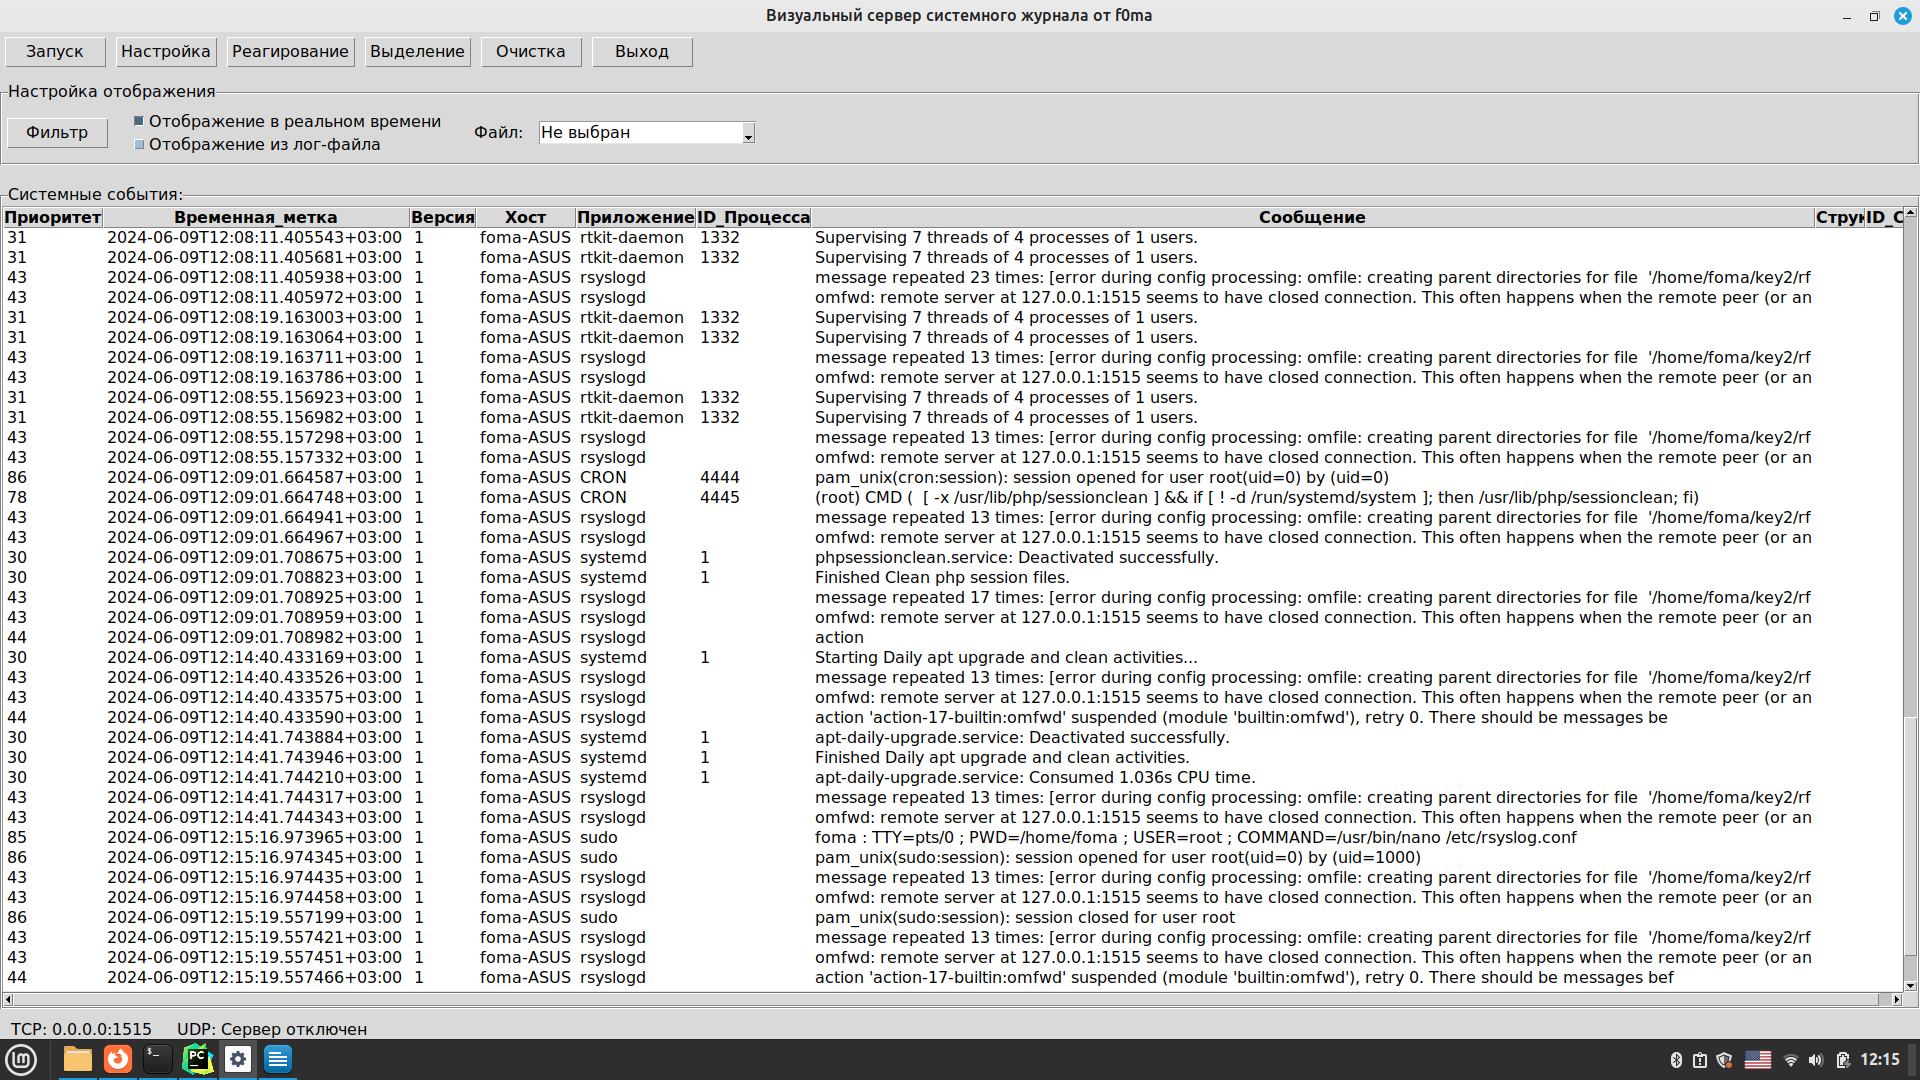 Визуальный сервер системного журнала от f0ma
Запуск Настройка Реагирование Выделение Очистка Выход
Настройка отображения
Фильтр Отображение в реальном времени Файл: Не выбран
Отображение из лог-файла
Системные события:
Приоритет Временная_метка Версия Хост Приложение ID_Процесса Сообщение Струк ID_С
31 2024-06-09T12:08:11.405543+03:00 1 foma-ASUS rtkit-daemon 1332 Supervising 7 threads of 4 processes of 1 users.
31 2024-06-09T12:08:11.405681+03:00 1 foma-ASUS rtkit-daemon 1332 Supervising 7 threads of 4 processes of 1 users.
43 2024-06-09T12:08:11.405938+03:00 1 foma-ASUS rsyslogd message repeated 23 times: [error during config processing: omfile: creating parent directories for file  '/home/foma/key2/rf
43 2024-06-09T12:08:11.405972+03:00 1 foma-ASUS rsyslogd omfwd: remote server at 127.0.0.1:1515 seems to have closed connection. This often happens when the remote peer (or an
31 2024-06-09T12:08:19.163003+03:00 1 foma-ASUS rtkit-daemon 1332 Supervising 7 threads of 4 processes of 1 users.
31 2024-06-09T12:08:19.163064+03:00 1 foma-ASUS rtkit-daemon 1332 Supervising 7 threads of 4 processes of 1 users.
43 2024-06-09T12:08:19.163711+03:00 1 foma-ASUS rsyslogd message repeated 13 times: [error during config processing: omfile: creating parent directories for file  '/home/foma/key2/rf
43 2024-06-09T12:08:19.163786+03:00 1 foma-ASUS rsyslogd omfwd: remote server at 127.0.0.1:1515 seems to have closed connection. This often happens when the remote peer (or an
31 2024-06-09T12:08:55.156923+03:00 1 foma-ASUS rtkit-daemon 1332 Supervising 7 threads of 4 processes of 1 users.
31 2024-06-09T12:08:55.156982+03:00 1 foma-ASUS rtkit-daemon 1332 Supervising 7 threads of 4 processes of 1 users.
43 2024-06-09T12:08:55.157298+03:00 1 foma-ASUS rsyslogd message repeated 13 times: [error during config processing: omfile: creating parent directories for file  '/home/foma/key2/rf
43 2024-06-09T12:08:55.157332+03:00 1 foma-ASUS rsyslogd omfwd: remote server at 127.0.0.1:1515 seems to have closed connection. This often happens when the remote peer (or an
86 2024-06-09T12:09:01.664587+03:00 1 foma-ASUS CRON 4444 pam_unix(cron:session): session opened for user root(uid=0) by (uid=0)
78 2024-06-09T12:09:01.664748+03:00 1 foma-ASUS CRON 4445 (root) CMD (  [ -x /usr/lib/php/sessionclean ] && if [ ! -d /run/systemd/system ]; then /usr/lib/php/sessionclean; fi)
43 2024-06-09T12:09:01.664941+03:00 1 foma-ASUS rsyslogd message repeated 13 times: [error during config processing: omfile: creating parent directories for file  '/home/foma/key2/rf
43 2024-06-09T12:09:01.664967+03:00 1 foma-ASUS rsyslogd omfwd: remote server at 127.0.0.1:1515 seems to have closed connection. This often happens when the remote peer (or an
30 2024-06-09T12:09:01.708675+03:00 1 foma-ASUS systemd 1 phpsessionclean.service: Deactivated successfully.
30 2024-06-09T12:09:01.708823+03:00 1 foma-ASUS systemd 1 Finished Clean php session files.
43 2024-06-09T12:09:01.708925+03:00 1 foma-ASUS rsyslogd message repeated 17 times: [error during config processing: omfile: creating parent directories for file  '/home/foma/key2/rf
43 2024-06-09T12:09:01.708959+03:00 1 foma-ASUS rsyslogd omfwd: remote server at 127.0.0.1:1515 seems to have closed connection. This often happens when the remote peer (or an
44 2024-06-09T12:09:01.708982+03:00 1 foma-ASUS rsyslogd action
30 2024-06-09T12:14:40.433169+03:00 1 foma-ASUS systemd 1 Starting Daily apt upgrade and clean activities...
43 2024-06-09T12:14:40.433526+03:00 1 foma-ASUS rsyslogd message repeated 13 times: [error during config processing: omfile: creating parent directories for file  '/home/foma/key2/rf
43 2024-06-09T12:14:40.433575+03:00 1 foma-ASUS rsyslogd omfwd: remote server at 127.0.0.1:1515 seems to have closed connection. This often happens when the remote peer (or an
44 2024-06-09T12:14:40.433590+03:00 1 foma-ASUS rsyslogd action 'action-17-builtin:omfwd' suspended (module 'builtin:omfwd'), retry 0. There should be messages be
30 2024-06-09T12:14:41.743884+03:00 1 foma-ASUS systemd 1 apt-daily-upgrade.service: Deactivated successfully.
30 2024-06-09T12:14:41.743946+03:00 1 foma-ASUS systemd 1 Finished Daily apt upgrade and clean activities.
30 2024-06-09T12:14:41.744210+03:00 1 foma-ASUS systemd 1 apt-daily-upgrade.service: Consumed 1.036s CPU time.
43 2024-06-09T12:14:41.744317+03:00 1 foma-ASUS rsyslogd message repeated 13 times: [error during config processing: omfile: creating parent directories for file  '/home/foma/key2/rf
43 2024-06-09T12:14:41.744343+03:00 1 foma-ASUS rsyslogd omfwd: remote server at 127.0.0.1:1515 seems to have closed connection. This often happens when the remote peer (or an
85 2024-06-09T12:15:16.973965+03:00 1 foma-ASUS sudo foma : TTY=pts/0 ; PWD=/home/foma ; USER=root ; COMMAND=/usr/bin/nano /etc/rsyslog.conf
86 2024-06-09T12:15:16.974345+03:00 1 foma-ASUS sudo pam_unix(sudo:session): session opened for user root(uid=0) by (uid=1000)
43 2024-06-09T12:15:16.974435+03:00 1 foma-ASUS rsyslogd message repeated 13 times: [error during config processing: omfile: creating parent directories for file  '/home/foma/key2/rf
43 2024-06-09T12:15:16.974458+03:00 1 foma-ASUS rsyslogd omfwd: remote server at 127.0.0.1:1515 seems to have closed connection. This often happens when the remote peer (or an
86 2024-06-09T12:15:19.557199+03:00 1 foma-ASUS sudo pam_unix(sudo:session): session closed for user root
43 2024-06-09T12:15:19.557421+03:00 1 foma-ASUS rsyslogd message repeated 13 times: [error during config processing: omfile: creating parent directories for file  '/home/foma/key2/rf
43 2024-06-09T12:15:19.557451+03:00 1 foma-ASUS rsyslogd omfwd: remote server at 127.0.0.1:1515 seems to have closed connection. This often happens when the remote peer (or an
44 2024-06-09T12:15:19.557466+03:00 1 foma-ASUS rsyslogd action 'action-17-builtin:omfwd' suspended (module 'builtin:omfwd'), retry 0. There should be messages bef
TCP: 0.0.0.0:1515 UDP: Сервер отключен
lm $_ PC 12:15